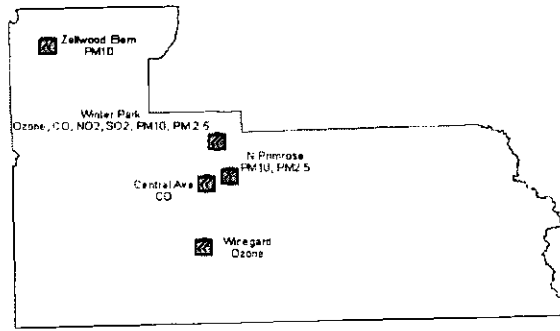 Zellwood Elem
PM10
Winter Park
Ozone, CO, NO2, SO2, PM10, PM2.5
N Primrose
PM10, PM2.5
Central Ave
CO
Winegard
Ozone